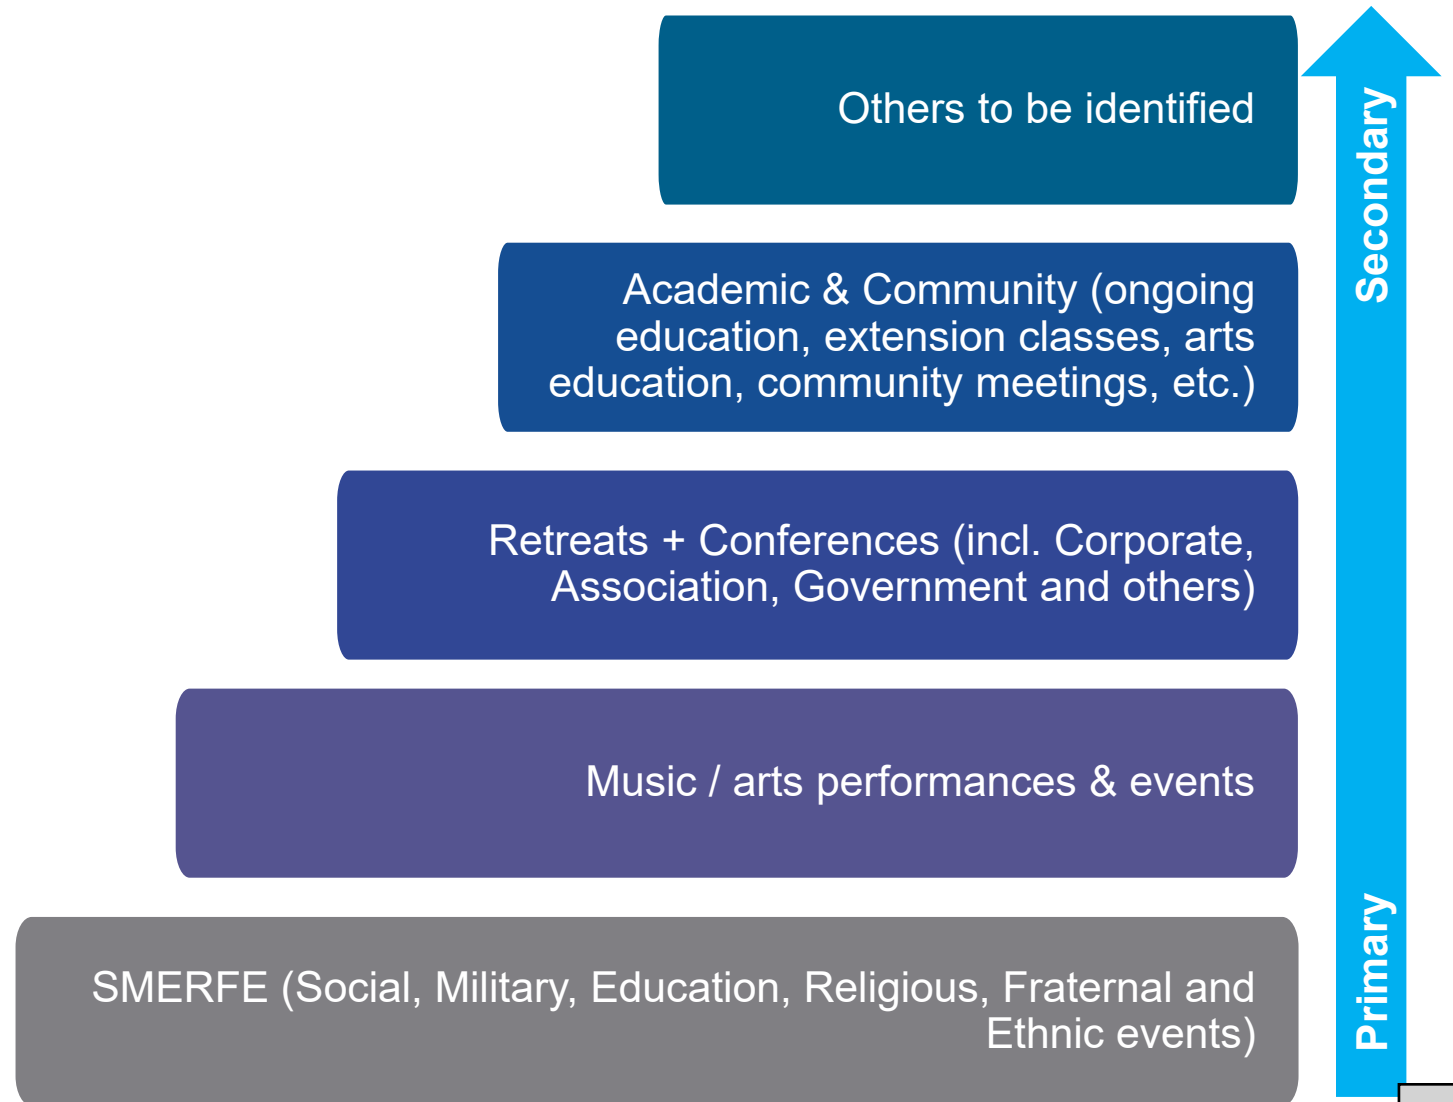 Others to be identified
Academic & Community (ongoing
education, extension classes, arts
education, community meetings, etc.)
Retreats + Conferences (incl. Corporate,
Association, Government and others)
Music / arts performances & events
SMERFE (Social, Military, Education, Religious, Fraternal and
Ethnic events)
Secondary
Primary